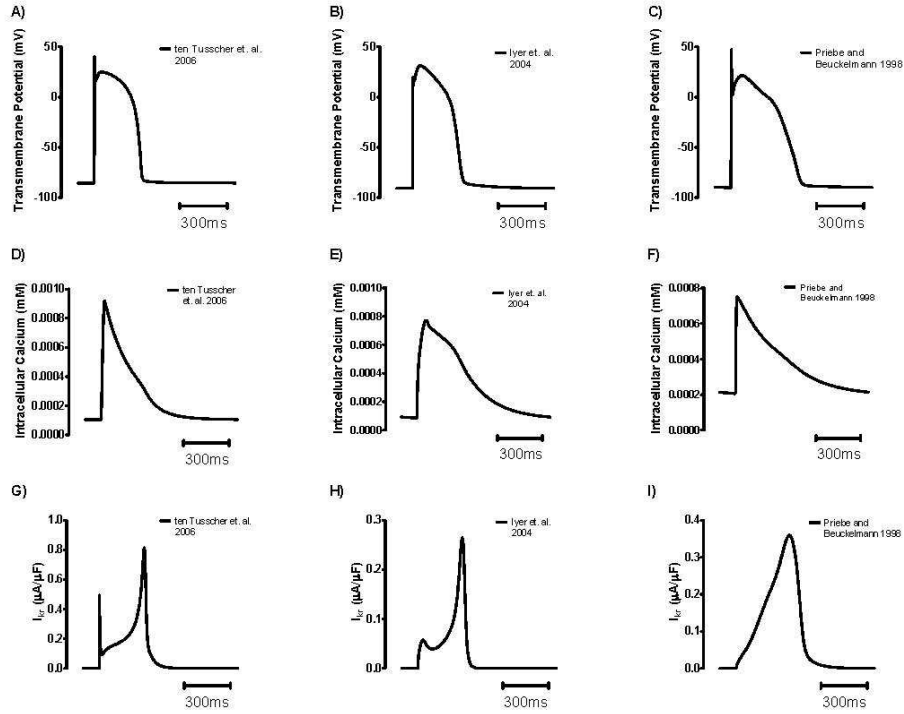 A)
B)
C)
Transmembrane Potential (mV)
50
0
-50
-100
ten Tusscher et. al.
2006
300ms
Transmembrane Potential (mV)
50
0
-50
-100
Iyer et. al.
2004
300ms
Transmembrane Potential (mV)
50
0
-50
-100
Priebe and
Beuckelmann 1998
300ms
D)
E)
F)
Intracellular Calcium (mM)
0.0010
0.0008
0.0006
0.0004
0.0002
0.0000
ten Tusscher
et. al. 2006
300ms
Intracellular Calcium (mM)
0.0010
0.0008
0.0006
0.0004
0.0002
0.0000
Iyer et. al.
2004
300ms
Intracellular Calcium (mM)
0.0008
0.0006
0.0004
0.0002
0.0000
Priebe and
Beuckelmann 1998
300ms
G)
H)
I)
Ikr (µA/µF)
1.0
0.8
0.6
0.4
0.2
0.0
ten Tusscher et. al.
2006
300ms
Ikr (µA/µF)
0.3
0.2
0.1
0.0
Iyer et. al.
2004
300ms
Ikr (µA/µF)
0.4
0.3
0.2
0.1
0.0
Priebe and
Beuckelmann 1998
300ms